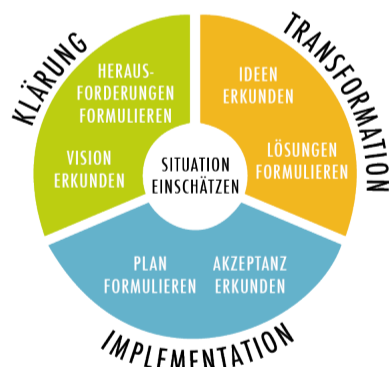 KLÄRUNG
HERAUS-
FORDERUNGEN
FORMULIEREN
VISION
ERKUNDEN
TRANSFORMATION
IDEEN
ERKUNDEN
LÖSUNGEN
FORMULIEREN
SITUATION
EINSCHÄTZEN
PLAN
FORMULIEREN
AKZEPTANZ
ERKUNDEN
IMPLEMENTATION